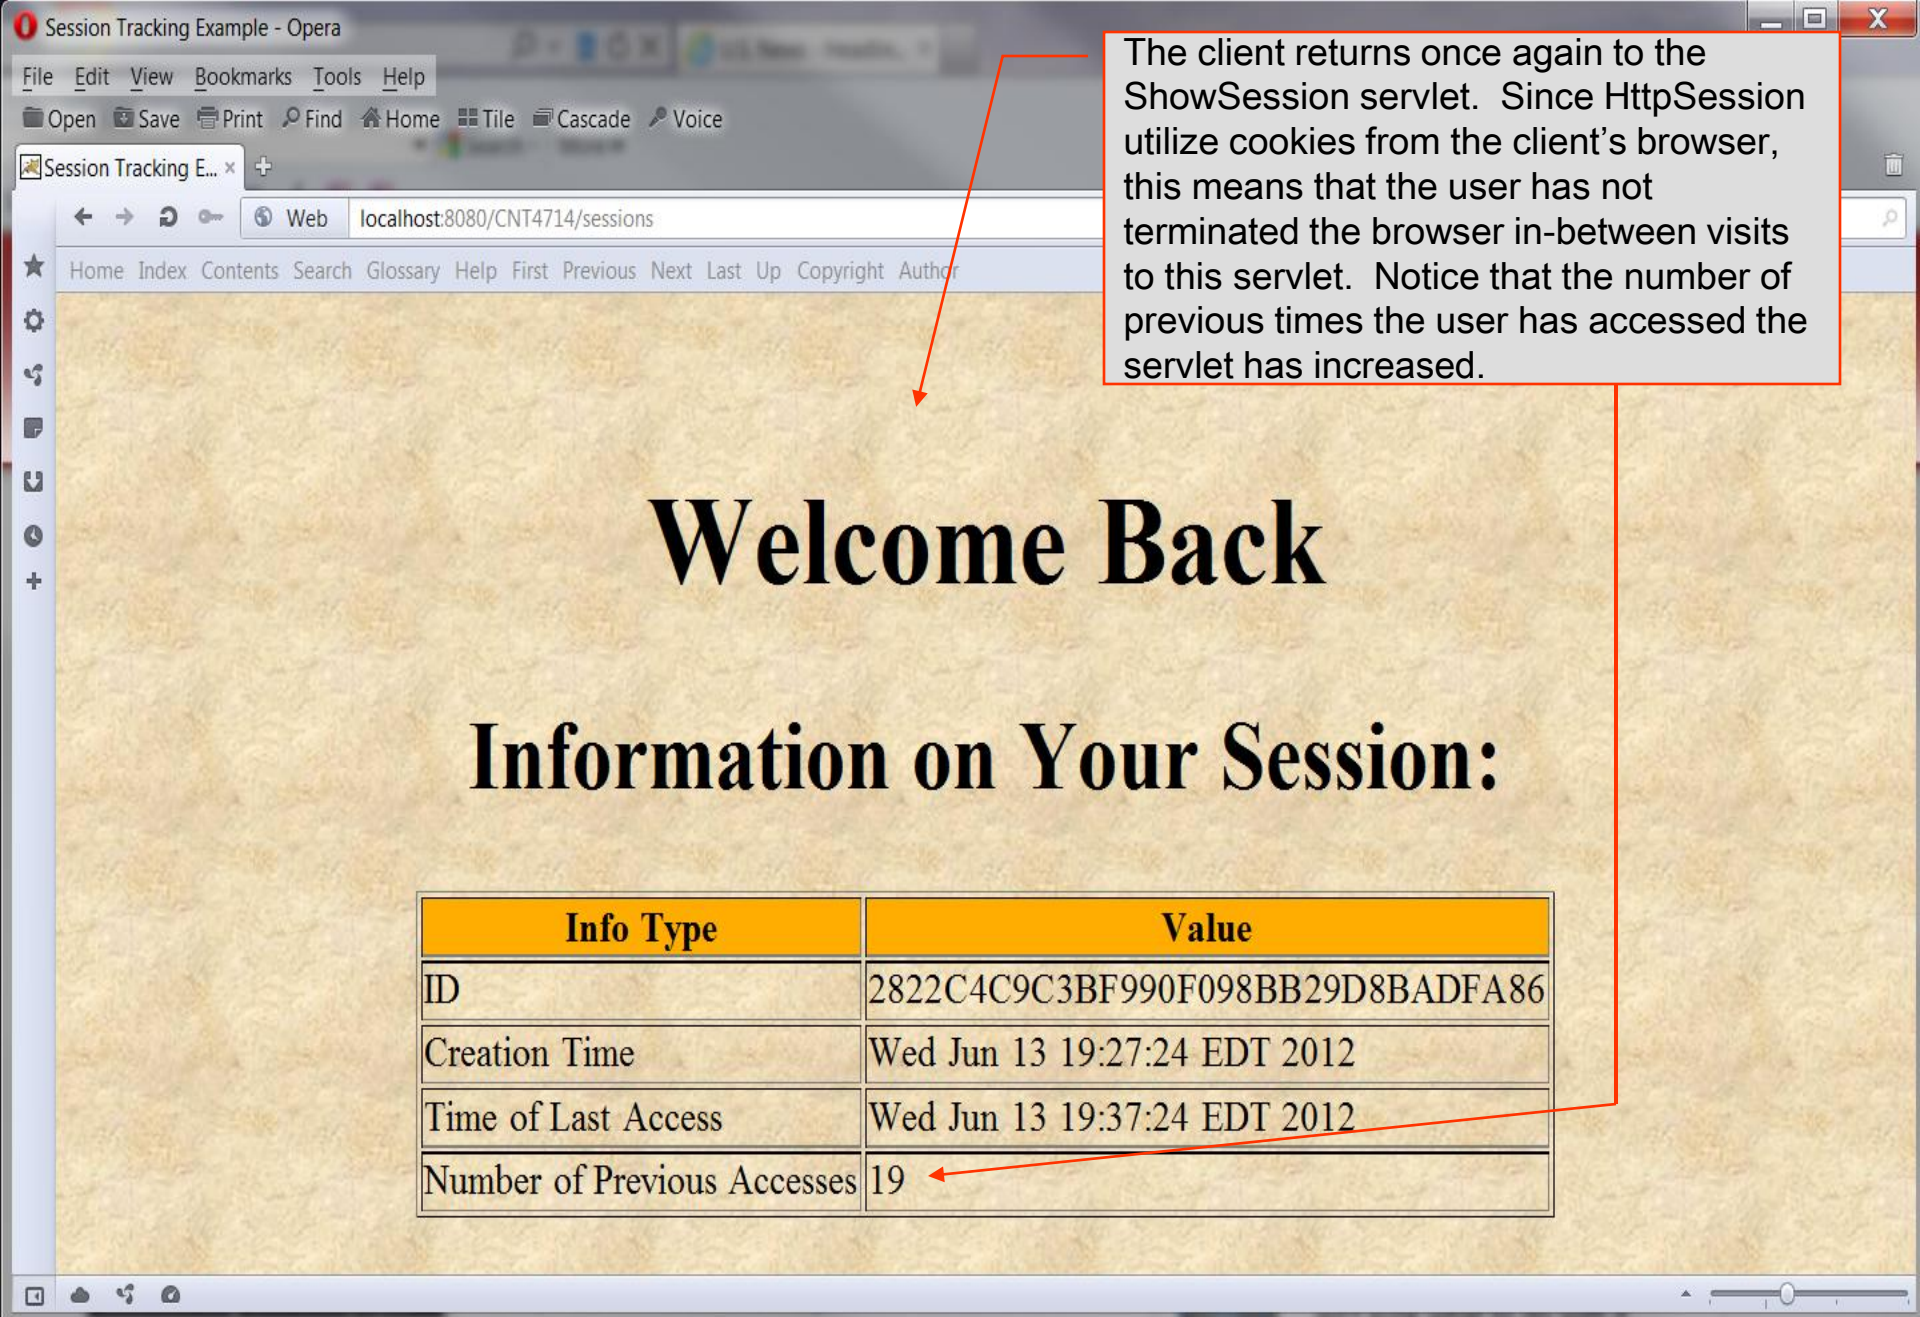 Session Tracking Example - Opera
File Edit View Bookmarks Tools Help
Open Save Print Find Home Tile Cascade Voice
Session Tracking E...
Web localhost:8080/CNT4714/sessions
Home Index Contents Search Glossary Help First Previous Next Last Up Copyright Author
The client returns once again to the
ShowSession servlet. Since HttpSession
utilize cookies from the client’s browser,
this means that the user has not
terminated the browser in-between visits
to this servlet. Notice that the number of
previous times the user has accessed the
servlet has increased.
Welcome Back
Information on Your Session:
Info Type Value
ID 2822C4C9C3BF990F098BB29D8BADFA86
Creation Time Wed Jun 13 19:27:24 EDT 2012
Time of Last Access Wed Jun 13 19:37:24 EDT 2012
Number of Previous Accesses 19